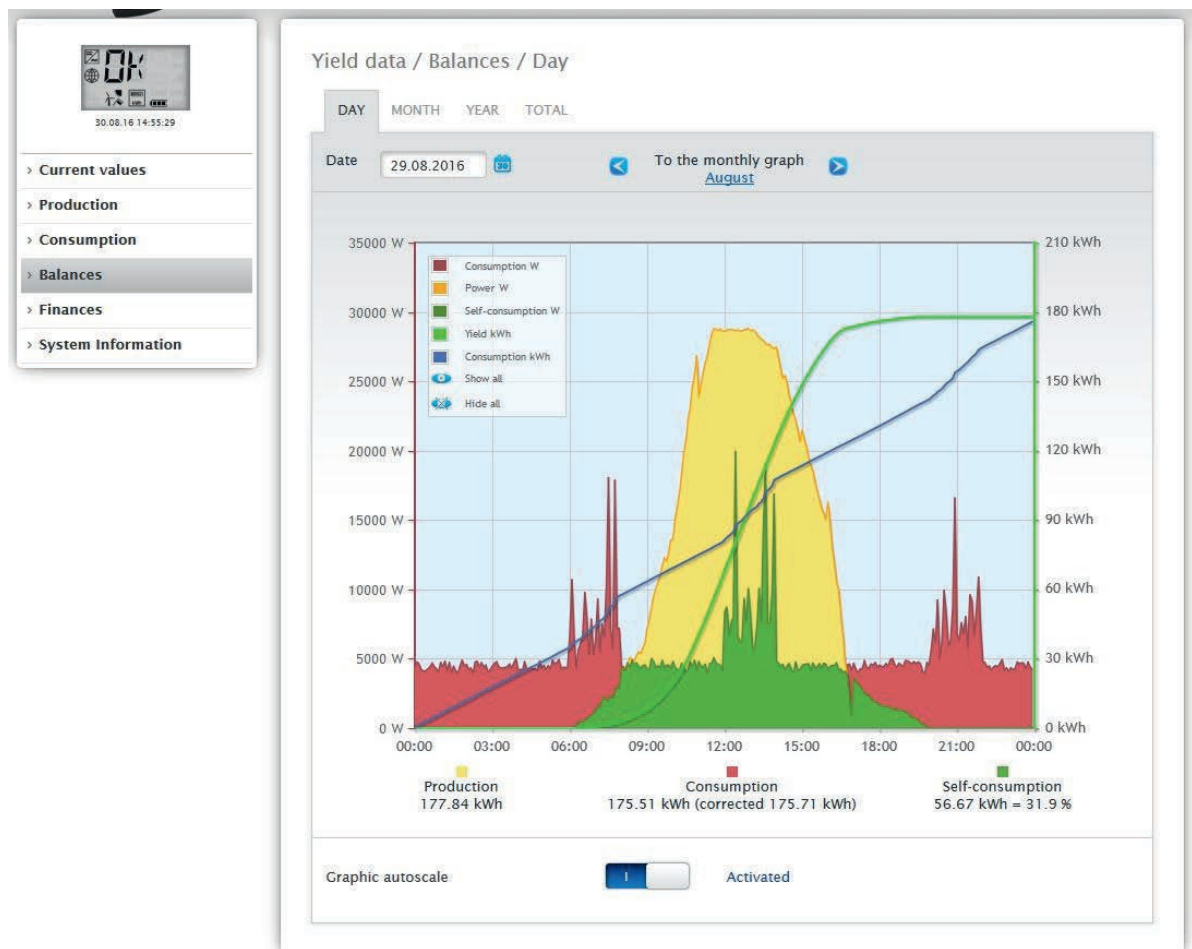 OK
30.08.16 14:55:29
› Current values
› Production
› Consumption
› Balances
› Finances
› System Information
Yield data / Balances / Day
DAY MONTH YEAR TOTAL
Date 29.08.2016 To the monthly graph
August
35000 W 210 kWh
Consumption W
Power W
30000 W Self-consumption W 180 kWh
Yield kWh
Consumption kWh
25000 W Show all 150 kWh
Hide all
20000 W 120 kWh
15000 W 90 kWh
10000 W 60 kWh
5000 W 30 kWh
0 W 0 kWh
00:00 03:00 06:00 09:00 12:00 15:00 18:00 21:00 00:00
Production Consumption Self-consumption
177.84 kWh 175.51 kWh (corrected 175.71 kWh) 56.67 kWh = 31.9 %
Graphic autoscale I Activated